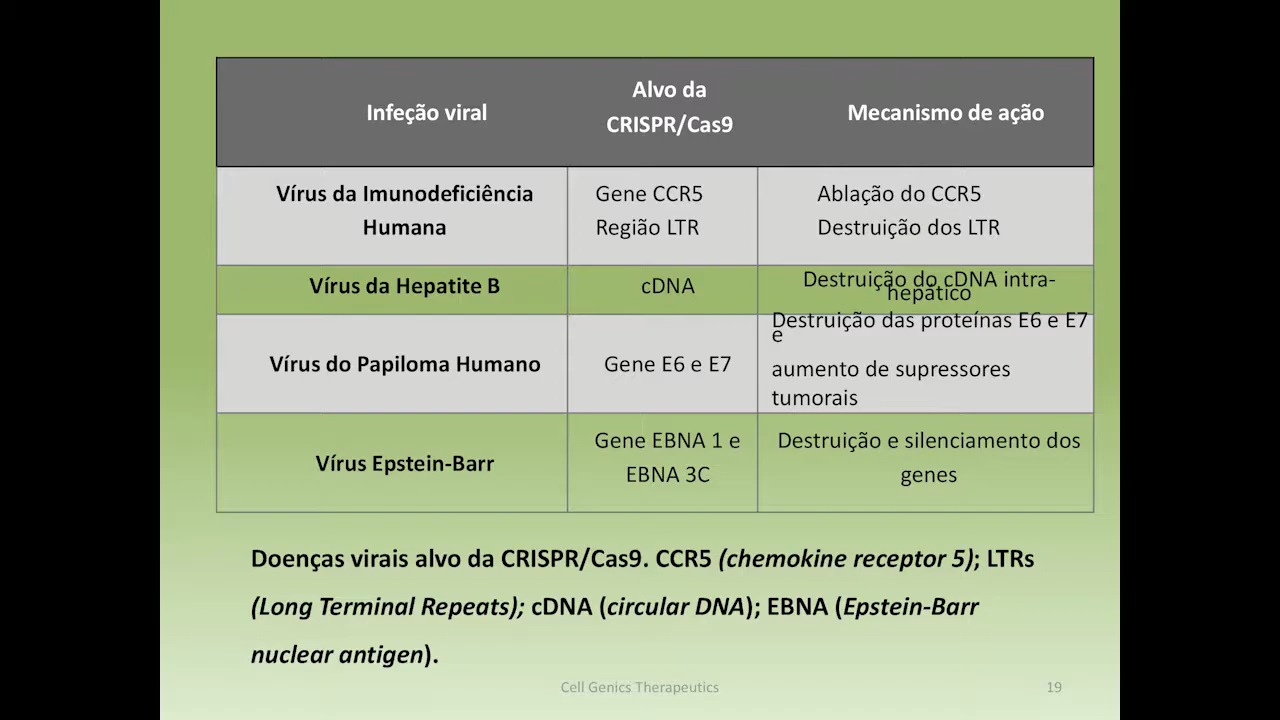 Infeção viral
Alvo da
CRISPR/Cas9
Mecanismo de ação
Vírus da Imunodeficiência
Humana
Gene CCR5
Região LTR
Ablação do CCR5
Destruição dos LTR
Vírus da Hepatite B
cDNA
Destruição do cDNA intra-
hepático
Vírus do Papiloma Humano
Gene E6 e E7
Destruição das proteínas E6 e E7
e
aumento de supressores
tumorais
Vírus Epstein-Barr
Gene EBNA 1 e
EBNA 3C
Destruição e silenciamento dos
genes
Doenças virais alvo da CRISPR/Cas9. CCR5 (chemokine receptor 5); LTRs
(Long Terminal Repeats); cDNA (circular DNA); EBNA (Epstein-Barr
nuclear antigen).
Cell Genics Therapeutics
19